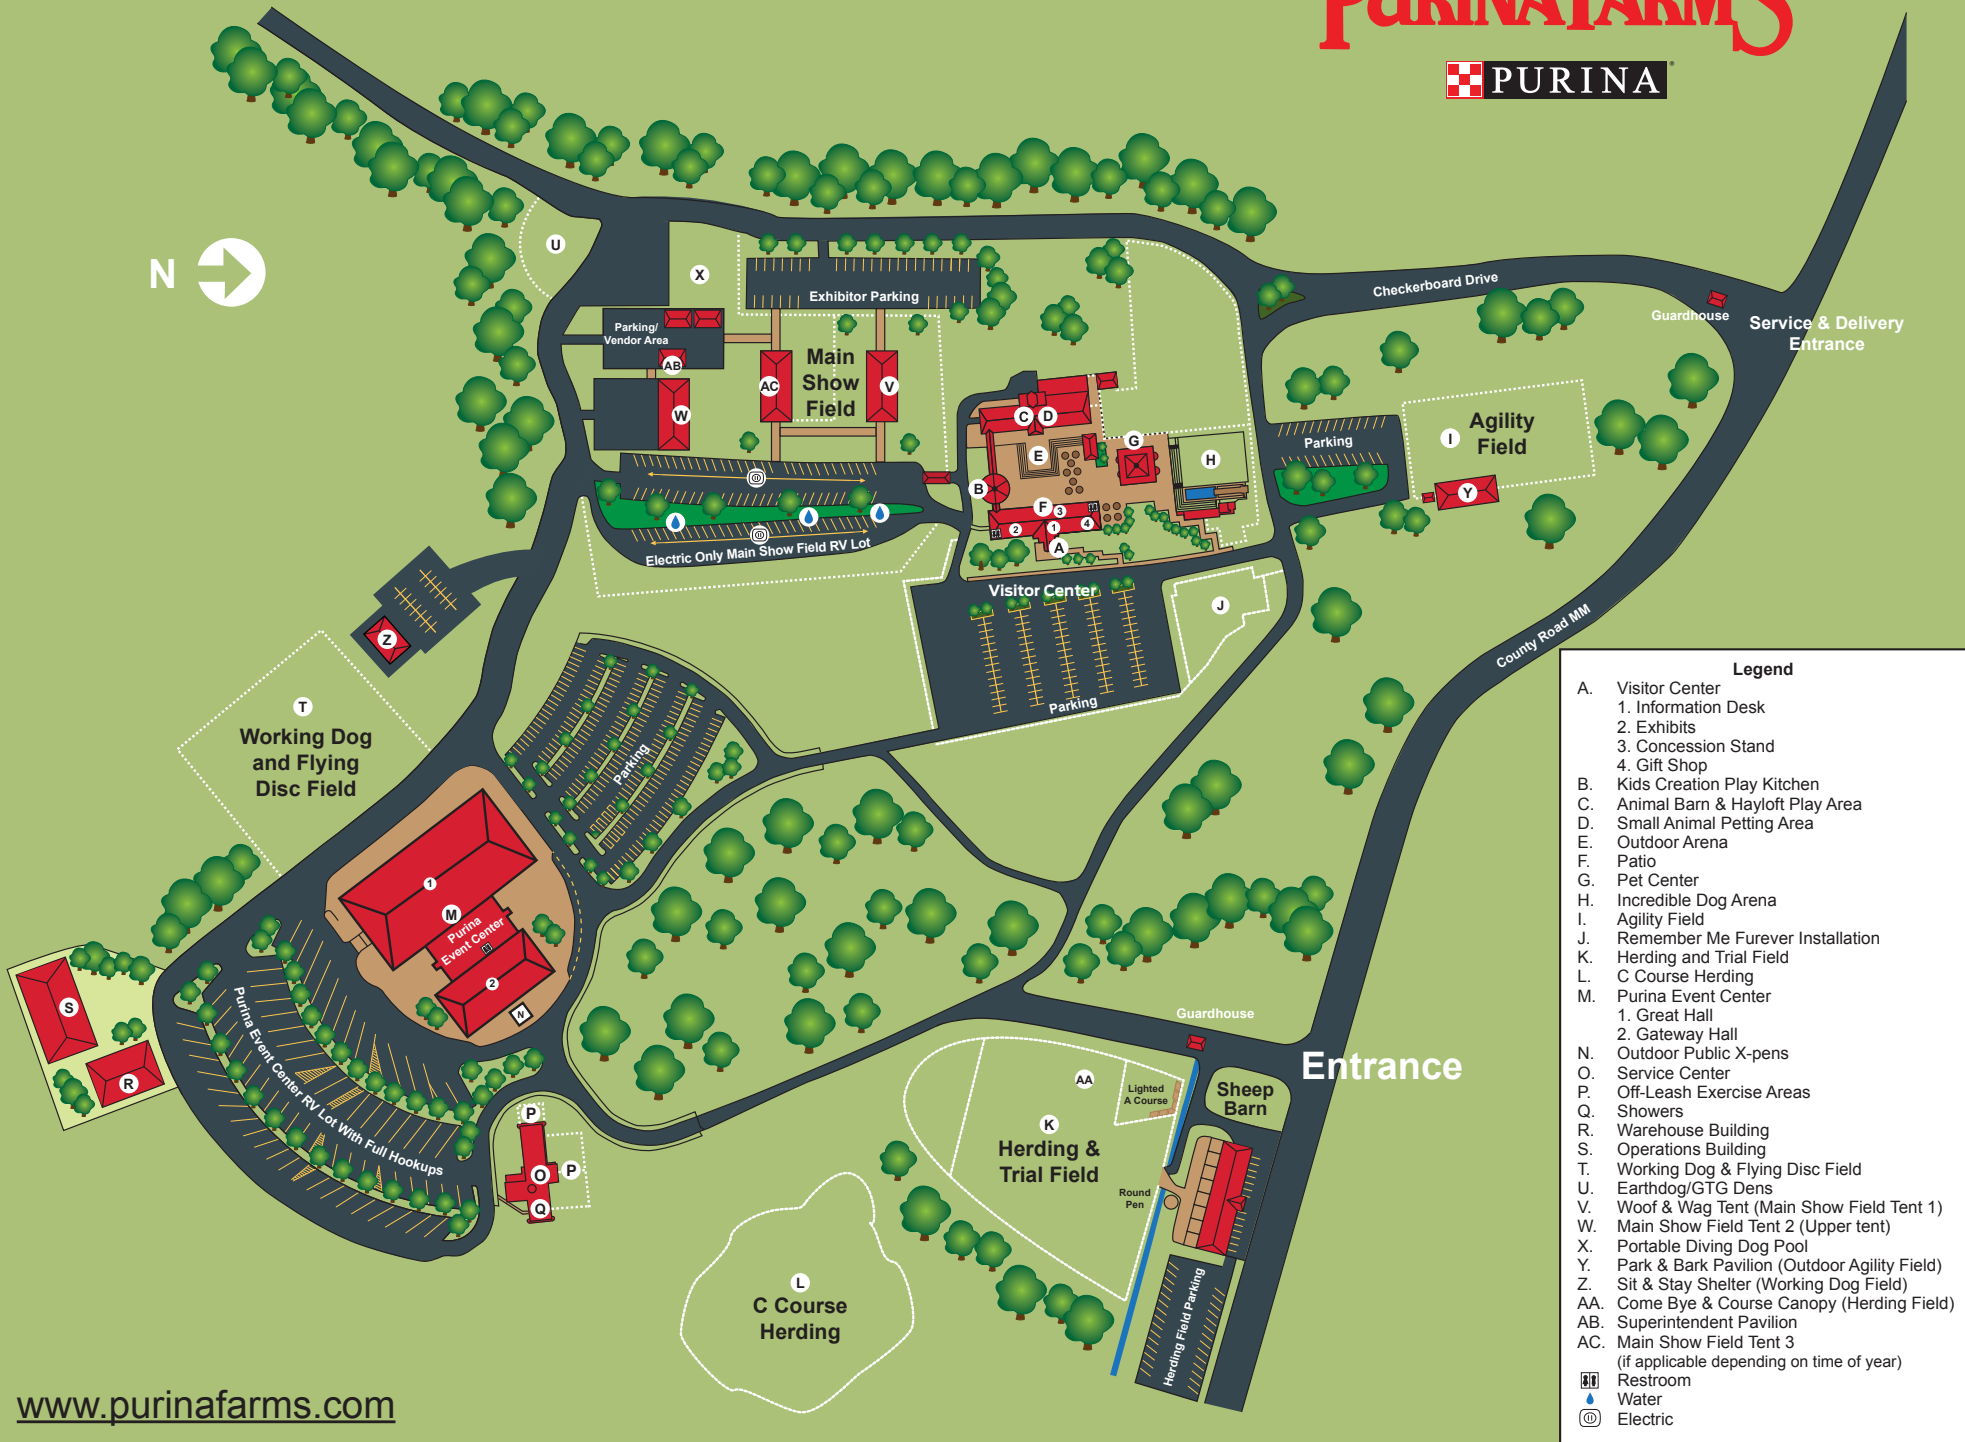 PURINA FARMS
PURINA
N
U
X
Exhibitor Parking
Parking/
Vendor Area
AB
W
AC
Main
Show
Field
V
Checkerboard Drive
Guardhouse
Service & Delivery
Entrance
C
D
E
G
H
B
F
3
2
1
4
A
Parking
I
Agility
Field
Y
Electric Only Main Show Field RV Lot
Visitor Center
J
Parking
County Road MM
Z
T
Working Dog
and Flying
Disc Field
Parking
1
M
Purina
Event Center
2
N
S
R
Purina Event Center RV Lot With Full Hookups
P
O
P
Q
Guardhouse
Entrance
AA
Lighted
A Course
K
Herding &
Trial Field
Sheep
Barn
Round
Pen
Herding Field Parking
L
C Course
Herding
www.purinafarms.com
Legend
A. Visitor Center
1. Information Desk
2. Exhibits
3. Concession Stand
4. Gift Shop
B. Kids Creation Play Kitchen
C. Animal Barn & Hayloft Play Area
D. Small Animal Petting Area
E. Outdoor Arena
F. Patio
G. Pet Center
H. Incredible Dog Arena
I. Agility Field
J. Remember Me Furever Installation
K. Herding and Trial Field
L. C Course Herding
M. Purina Event Center
1. Great Hall
2. Gateway Hall
N. Outdoor Public X-pens
O. Service Center
P. Off-Leash Exercise Areas
Q. Showers
R. Warehouse Building
S. Operations Building
T. Working Dog & Flying Disc Field
U. Earthdog/GTG Dens
V. Woof & Wag Tent (Main Show Field Tent 1)
W. Main Show Field Tent 2 (Upper tent)
X. Portable Diving Dog Pool
Y. Park & Bark Pavilion (Outdoor Agility Field)
Z. Sit & Stay Shelter (Working Dog Field)
AA. Come Bye & Course Canopy (Herding Field)
AB. Superintendent Pavilion
AC. Main Show Field Tent 3
(if applicable depending on time of year)
Restroom
Water
Electric